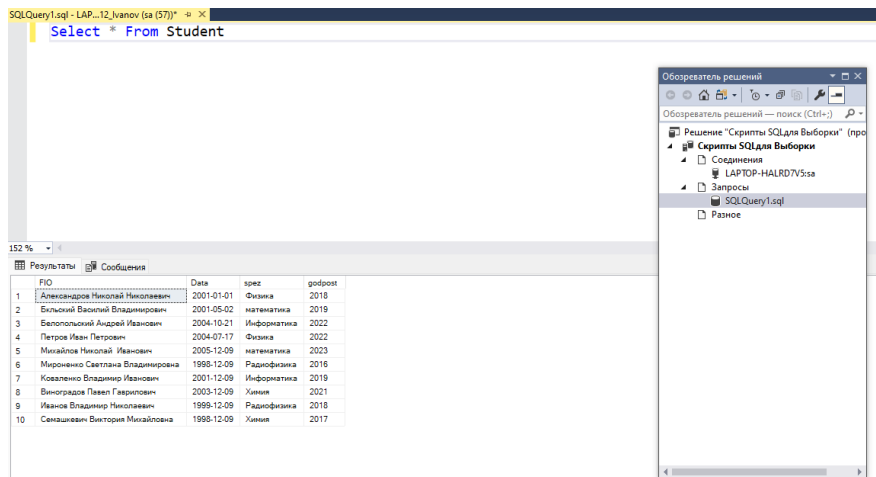 SQLQuery1.sql - LAP...12_Ivanov (sa (57))*
Select * From Student
Обозреватель решений
Обозреватель решений — поиск (Ctrl+;)
Решение "Скрипты SQLдля Выборки" (про
Скрипты SQLдля Выборки
Соединения
LAPTOP-HALRD7V5:sa
Запросы
SQLQuery1.sql
Разное
152 %
Результаты Сообщения
FIO Data spez godpost
1 Александров Николай Николаевич 2001-01-01 Физика 2018
2 Бкльский Василий Владимирович 2001-05-02 математика 2019
3 Белопольский Андрей Иванович 2004-10-21 Информатика 2022
4 Петров Иван Петрович 2004-07-17 Физика 2022
5 Михайлов Николай Иванович 2005-12-09 математика 2023
6 Мироненко Светлана Владимировна 1998-12-09 Радиофизика 2016
7 Коваленко Владимир Иванович 2001-12-09 Информатика 2019
8 Виноградов Павел Гаврилович 2003-12-09 Химия 2021
9 Иванов Владимир Николаевич 1999-12-09 Радиофизика 2018
10 Семашкевич Виктория Михайловна 1998-12-09 Химия 2017